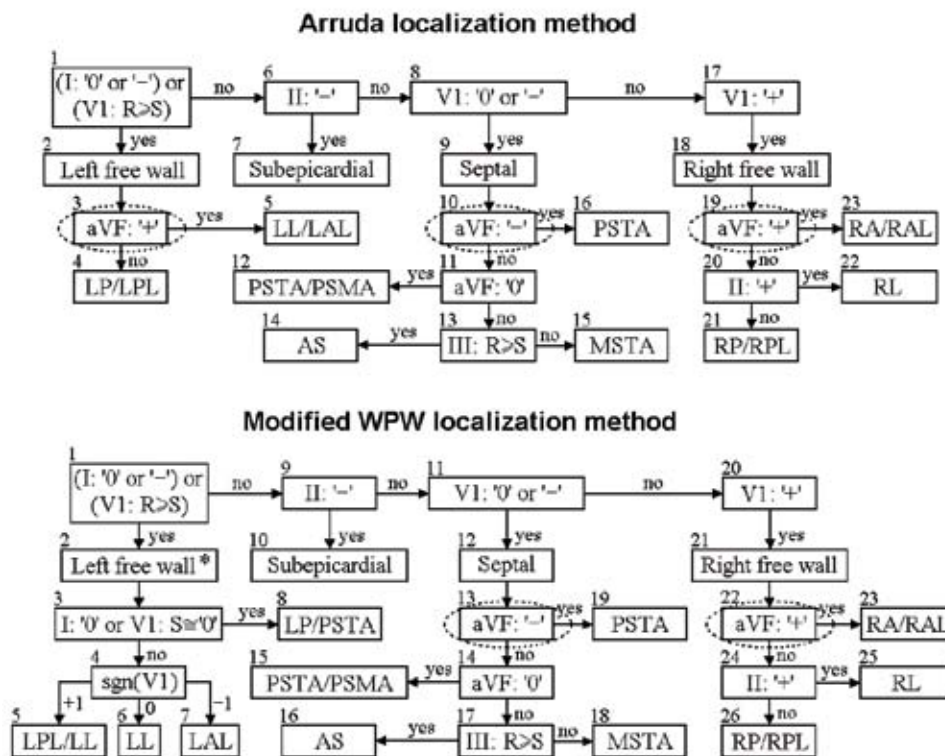 Arruda localization method
1 6 8 17
(I: '0' or '−') or
(V1: R⩾S) no II: '−' no V1: '0' or '−' no V1: '+'
yes yes yes yes
2 7 9 18
Left free wall Subepicardial Septal Right free wall
3 5 10 16 19 23
aVF: '+' yes LL/LAL aVF: '−' yes PSTA aVF: '+' yes RA/RAL
no no no
4 12 11 20 22
LP/LPL PSTA/PSMA yes aVF: '0' II: '+' yes RL
no no
14 13 15 21
AS yes III: R⩾S no MSTA RP/RPL
Modified WPW localization method
1 9 11 20
(I: '0' or '−') or
(V1: R⩾S) no II: '−' no V1: '0' or '−' no V1: '+'
yes yes yes yes
2 10 12 21
Left free wall* Subepicardial Septal Right free wall
3 8 13 19 22 23
I: '0' or V1: S≅'0' yes LP/PSTA aVF: '−' yes PSTA aVF: '+' yes RA/RAL
no no no
4 15 14 24 25
sgn(V1) PSTA/PSMA yes aVF: '0' II: '+' yes RL
+1 0 −1 no no
5 6 7 16 17 18 26
LPL/LL LL LAL AS yes III: R⩾S no MSTA RP/RPL